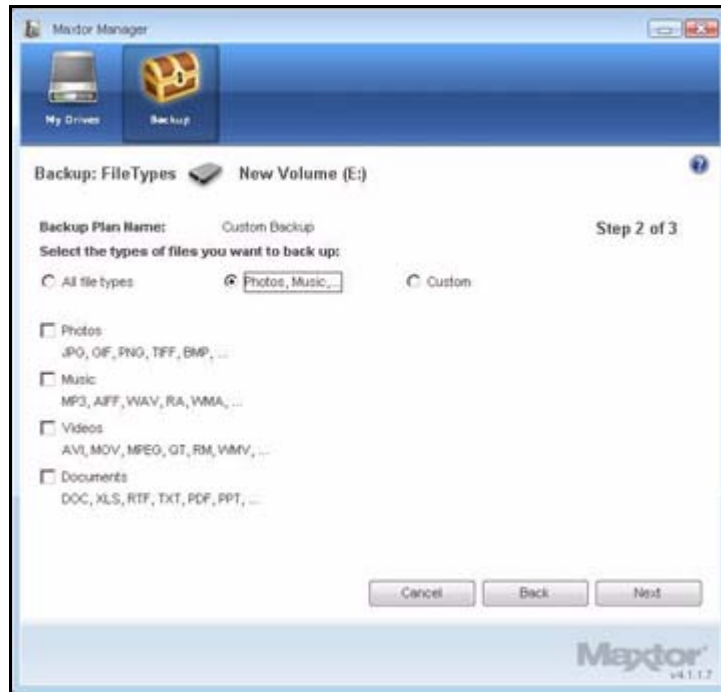 Maxtor Manager
My Drives
Backup
Backup: FileTypes New Volume (E:)
Backup Plan Name: Custom Backup Step 2 of 3
Select the types of files you want to back up:
All file types Photos, Music,... Custom
Photos
JPG, GIF, PNG, TIFF, BMP, ...
Music
MP3, AIFF, WAV, RA, WMA, ...
Videos
AVI, MOV, MPEG, QT, RM, WMV, ...
Documents
DOC, XLS, RTF, TXT, PDF, PPT, ...
Cancel Back Next
Maxtor
v4.1.1.7